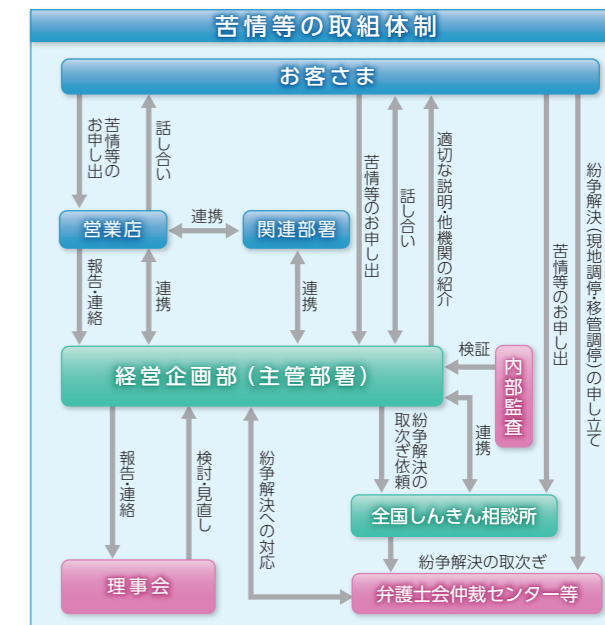 苦情等の取組体制
お客さま
苦情等の
お申し出
話し合い
苦情等のお申し出
話し合い
適切な説明・他機関の紹介
苦情等のお申し出
紛争解決(現地調停・移管調停)の申し立て
営業店
連携
関連部署
報告・連絡
連携
連携
経営企画部(主管部署)
検証
内部監査
報告・連絡
検討・見直し
紛争解決への対応
紛争解決の
取次ぎ依頼
連携
全国しんきん相談所
紛争解決の取次ぎ
理事会
弁護士会仲裁センター等